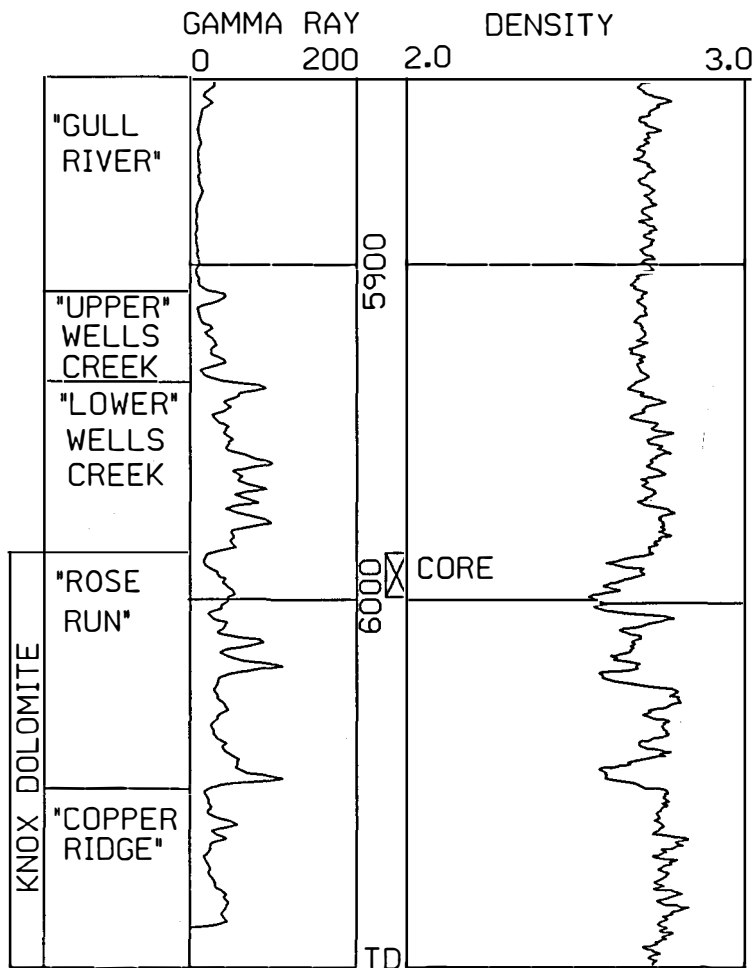 GAMMA RAY
DENSITY
0
200
2.0
3.0
"GULL
RIVER"
5900
"UPPER"
WELLS
CREEK
"LOWER"
WELLS
CREEK
CORE
6000
"ROSE
RUN"
KNOX DOLOMITE
"COPPER
RIDGE"
TD